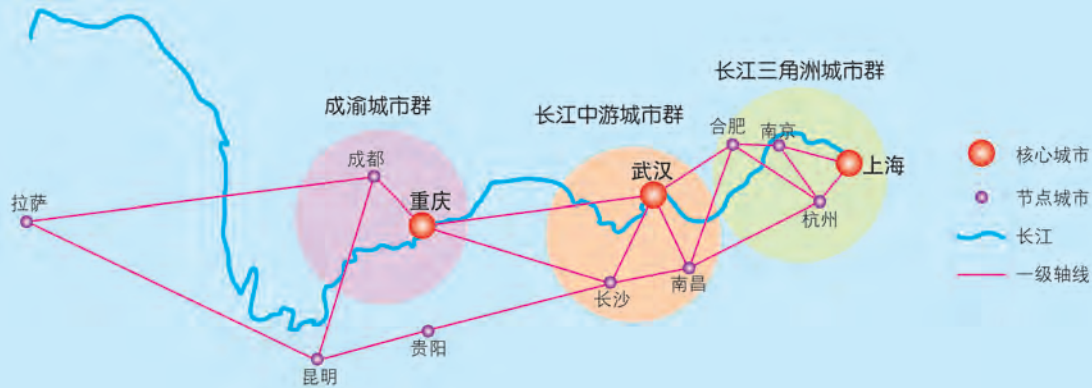 长江三角洲城市群
成渝城市群
长江中游城市群
合肥
南京
成都
武汉
上海
核心城市
拉萨
重庆
杭州
节点城市
长江
长沙
南昌
一级轴线
贵阳
昆明